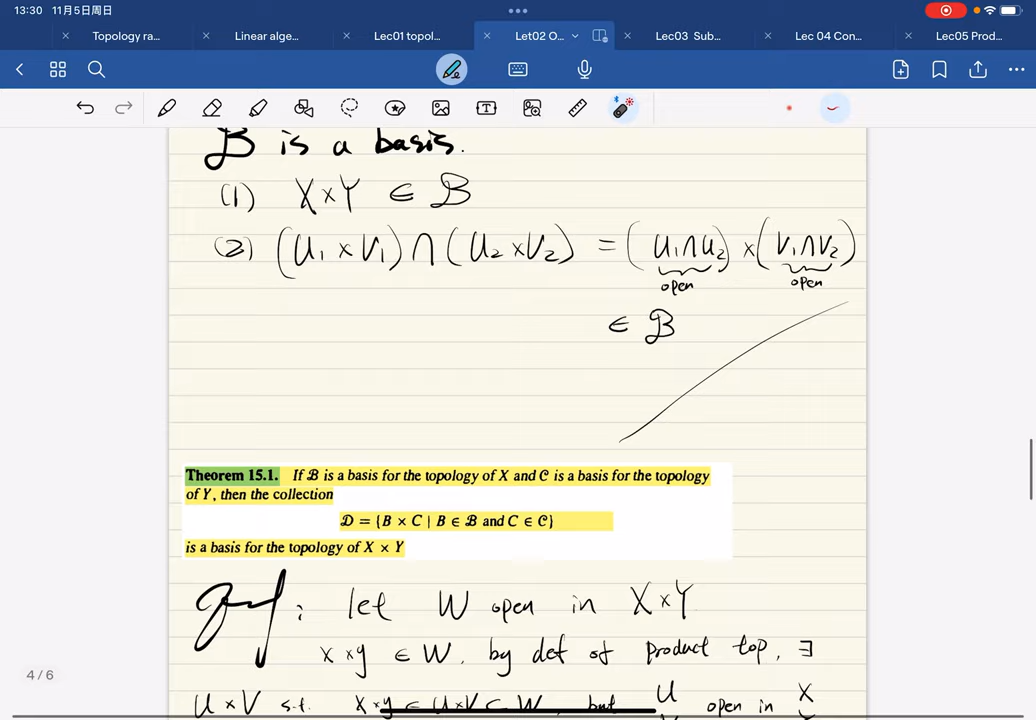 13:30 11月5日周日
Topology ra... Linear alge... Lec01 topol... Let02 O... Lec03 Sub... Lec 04 Con... Lec05 Prod...
B is a basis.
(1) X×Y ∈ B
(2) (U₁×V₁)∩(U₂×V₂) = (U₁∩U₂)×(V₁∩V₂)
open open
∈ B
Theorem 15.1. If B is a basis for the topology of X and C is a basis for the topology
of Y, then the collection
D = {B × C | B ∈ B and C ∈ C}
is a basis for the topology of X × Y
: let W open in X×Y
x×y ∈ W, by def of product top, ∃
U×V s.t. x×y ∈ U×V ⊂ W, but U open in X
4 / 6